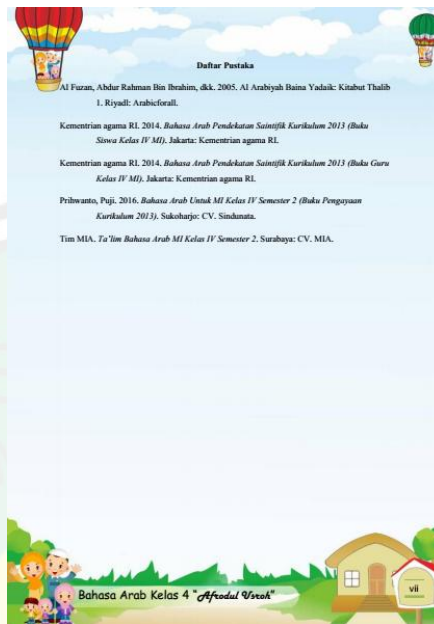 Daftar Pustaka
Al Fuzan, Abdur Rahman Bin Ibrahim, dkk. 2005. Al Arabiyah Baina Yadaik: Kitabut Thalib
1. Riyadl: Arabicforall.
Kementrian agama RI. 2014. Bahasa Arab Pendekatan Saintifik Kurikulum 2013 (Buku
Siswa Kelas IV MI). Jakarta: Kementrian agama RI.
Kementrian agama RI. 2014. Bahasa Arab Pendekatan Saintifik Kurikulum 2013 (Buku Guru
Kelas IV MI). Jakarta: Kementrian agama RI.
Prihwanto, Puji. 2016. Bahasa Arab Untuk MI Kelas IV Semester 2 (Buku Pengayaan
Kurikulum 2013). Sukoharjo: CV. Sindunata.
Tim MIA. Ta'lim Bahasa Arab MI Kelas IV Semester 2. Surabaya: CV. MIA.
Bahasa Arab Kelas 4 "Afrodul Usroh"
vii